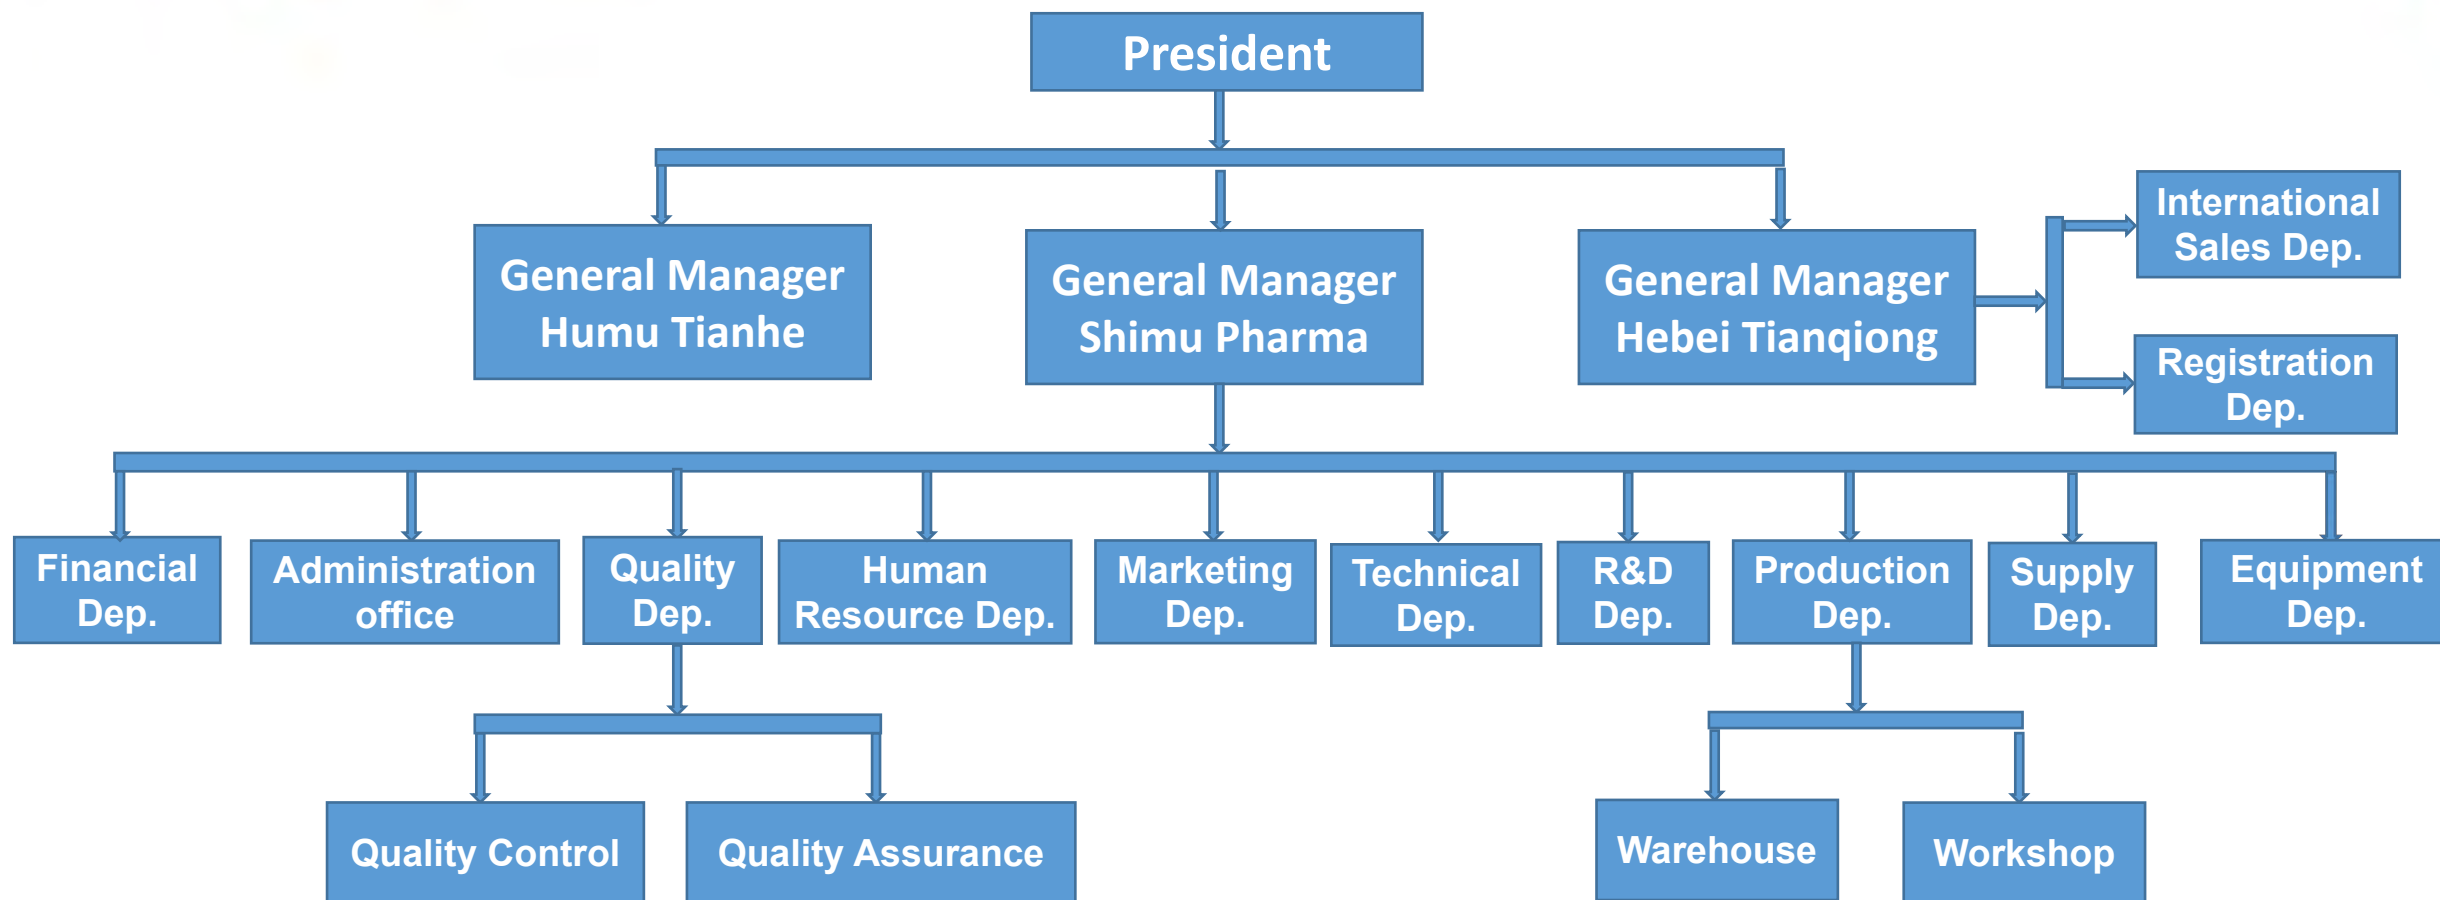 President
General Manager
Humu Tianhe
General Manager
Shimu Pharma
General Manager
Hebei Tianqiong
International
Sales Dep.
Registration
Dep.
Financial
Dep.
Administration
office
Quality
Dep.
Human
Resource Dep.
Marketing
Dep.
Technical
Dep.
R&D
Dep.
Production
Dep.
Supply
Dep.
Equipment
Dep.
Quality Control
Quality Assurance
Warehouse
Workshop